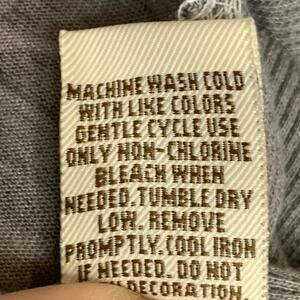 MACHINE WASH COLD
WITH LIKE COLORS
GENTLE CYCLE USE
ONLY NON-CHLORINE
BLEACH WHEN
NEEDED.TUMBLE DRY
LOW. REMOVE
PROMPTLY.COOL IRON
IF NEEDED. DO NOT
DECORATION